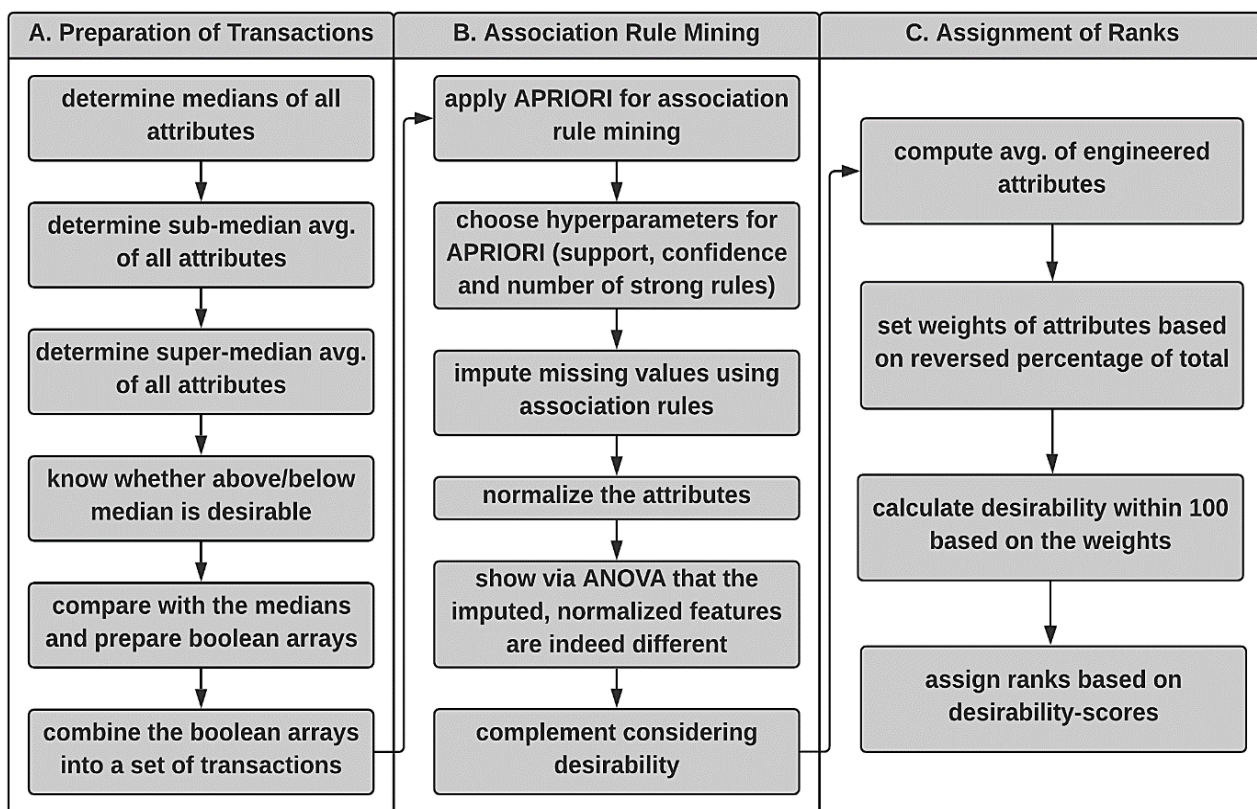 A. Preparation of Transactions
determine medians of all
attributes
determine sub-median avg.
of all attributes
determine super-median avg.
of all attributes
know whether above/below
median is desirable
compare with the medians
and prepare boolean arrays
combine the boolean arrays
into a set of transactions
B. Association Rule Mining
apply APRIORI for association
rule mining
choose hyperparameters for
APRIORI (support, confidence
and number of strong rules)
impute missing values using
association rules
normalize the attributes
show via ANOVA that the
imputed, normalized features
are indeed different
complement considering
desirability
C. Assignment of Ranks
compute avg. of engineered
attributes
set weights of attributes based
on reversed percentage of total
calculate desirability within 100
based on the weights
assign ranks based on
desirability-scores